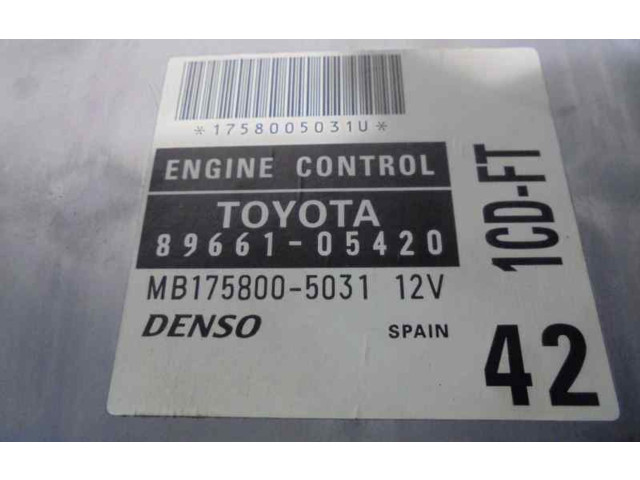 *1758005031U*
ENGINE CONTROL
TOYOTA
89661-05420
MB175800-5031 12V
DENSO SPAIN
1CD-FT
42